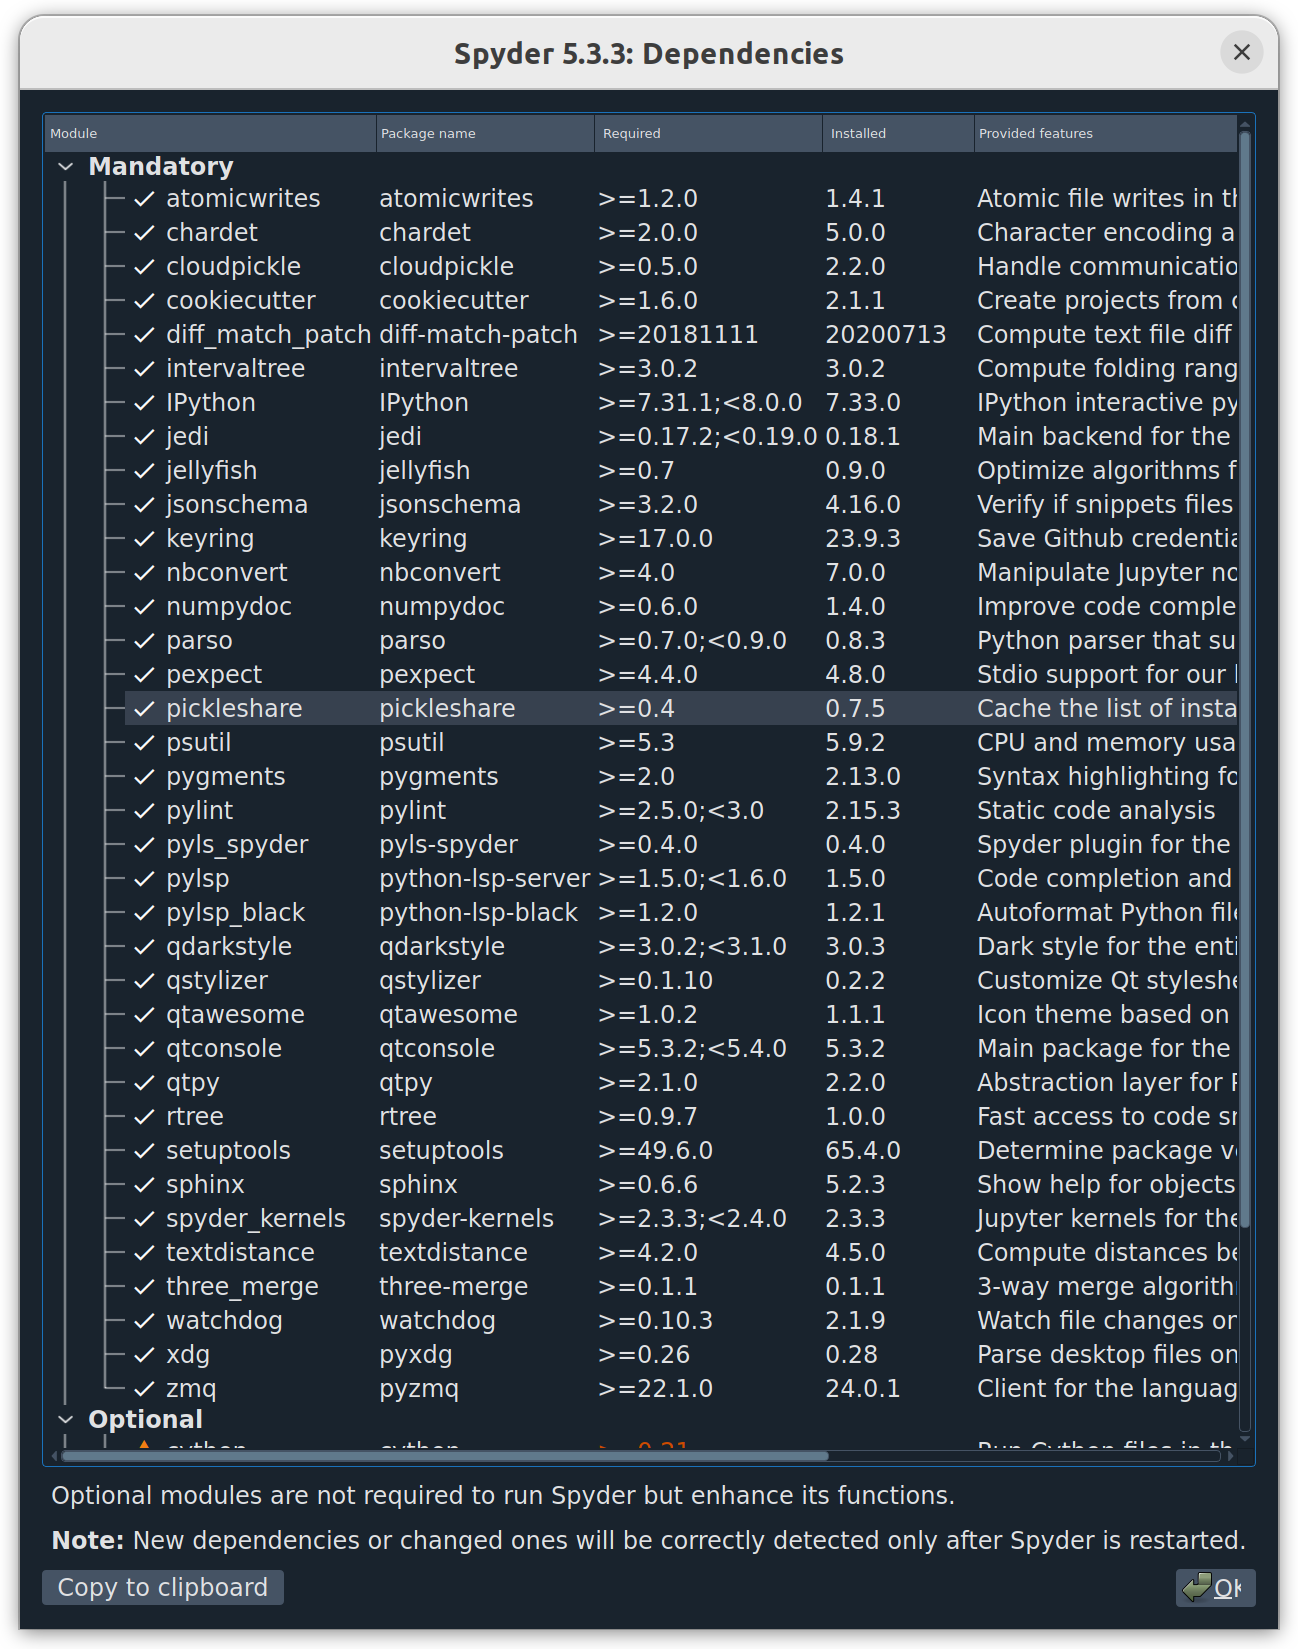 Spyder 5.3.3: Dependencies
Module Package name Required Installed Provided features
Mandatory
atomicwrites atomicwrites >=1.2.0 1.4.1 Atomic file writes in
chardet chardet >=2.0.0 5.0.0 Character encoding a
cloudpickle cloudpickle >=0.5.0 2.2.0 Handle communicatio
cookiecutter cookiecutter >=1.6.0 2.1.1 Create projects from
diff_match_patch diff-match-patch >=20181111 20200713 Compute text file diff
intervaltree intervaltree >=3.0.2 3.0.2 Compute folding rang
IPython IPython >=7.31.1;<8.0.0 7.33.0 IPython interactive py
jedi jedi >=0.17.2;<0.19.0 0.18.1 Main backend for the
jellyfish jellyfish >=0.7 0.9.0 Optimize algorithms f
jsonschema jsonschema >=3.2.0 4.16.0 Verify if snippets files
keyring keyring >=17.0.0 23.9.3 Save Github credentia
nbconvert nbconvert >=4.0 7.0.0 Manipulate Jupyter no
numpydoc numpydoc >=0.6.0 1.4.0 Improve code comple
parso parso >=0.7.0;<0.9.0 0.8.3 Python parser that su
pexpect pexpect >=4.4.0 4.8.0 Stdio support for our
pickleshare pickleshare >=0.4 0.7.5 Cache the list of insta
psutil psutil >=5.3 5.9.2 CPU and memory usa
pygments pygments >=2.0 2.13.0 Syntax highlighting fo
pylint pylint >=2.5.0;<3.0 2.15.3 Static code analysis
pyls_spyder pyls-spyder >=0.4.0 0.4.0 Spyder plugin for the
pylsp python-lsp-server >=1.5.0;<1.6.0 1.5.0 Code completion and
pylsp_black python-lsp-black >=1.2.0 1.2.1 Autoformat Python file
qdarkstyle qdarkstyle >=3.0.2;<3.1.0 3.0.3 Dark style for the enti
qstylizer qstylizer >=0.1.10 0.2.2 Customize Qt styleshe
qtawesome qtawesome >=1.0.2 1.1.1 Icon theme based on
qtconsole qtconsole >=5.3.2;<5.4.0 5.3.2 Main package for the
qtpy qtpy >=2.1.0 2.2.0 Abstraction layer for
rtree rtree >=0.9.7 1.0.0 Fast access to code
setuptools setuptools >=49.6.0 65.4.0 Determine package ve
sphinx sphinx >=0.6.6 5.2.3 Show help for objects
spyder_kernels spyder-kernels >=2.3.3;<2.4.0 2.3.3 Jupyter kernels for the
textdistance textdistance >=4.2.0 4.5.0 Compute distances be
three_merge three-merge >=0.1.1 0.1.1 3-way merge algorith
watchdog watchdog >=0.10.3 2.1.9 Watch file changes on
xdg pyxdg >=0.26 0.28 Parse desktop files on
zmq pyzmq >=22.1.0 24.0.1 Client for the languag
Optional
cython cython >=0.21 Run Cython files in th
Optional modules are not required to run Spyder but enhance its functions.
Note: New dependencies or changed ones will be correctly detected only after Spyder is restarted.
Copy to clipboard OK